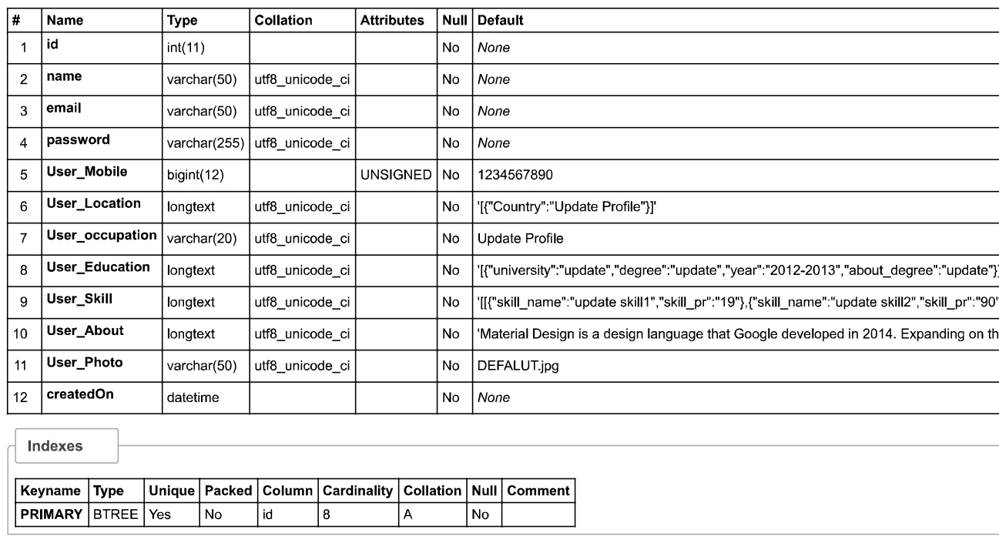 # Name Type Collation Attributes Null Default
1 id int(11) No None
2 name varchar(50) utf8_unicode_ci No None
3 email varchar(50) utf8_unicode_ci No None
4 password varchar(255) utf8_unicode_ci No None
5 User_Mobile bigint(12) UNSIGNED No 1234567890
6 User_Location longtext utf8_unicode_ci No '[{"Country":"Update Profile"}]'
7 User_occupation varchar(20) utf8_unicode_ci No Update Profile
8 User_Education longtext utf8_unicode_ci No '[{"university":"update","degree":"update","year":"2012-2013","about_degree":"update"}]
9 User_Skill longtext utf8_unicode_ci No '[[{"skill_name":"update skill1","skill_pr":"19"},{"skill_name":"update skill2","skill_pr":"90"
10 User_About longtext utf8_unicode_ci No 'Material Design is a design language that Google developed in 2014. Expanding on th
11 User_Photo varchar(50) utf8_unicode_ci No DEFALUT.jpg
12 createdOn datetime No None
Indexes
Keyname Type Unique Packed Column Cardinality Collation Null Comment
PRIMARY BTREE Yes No id 8 A No